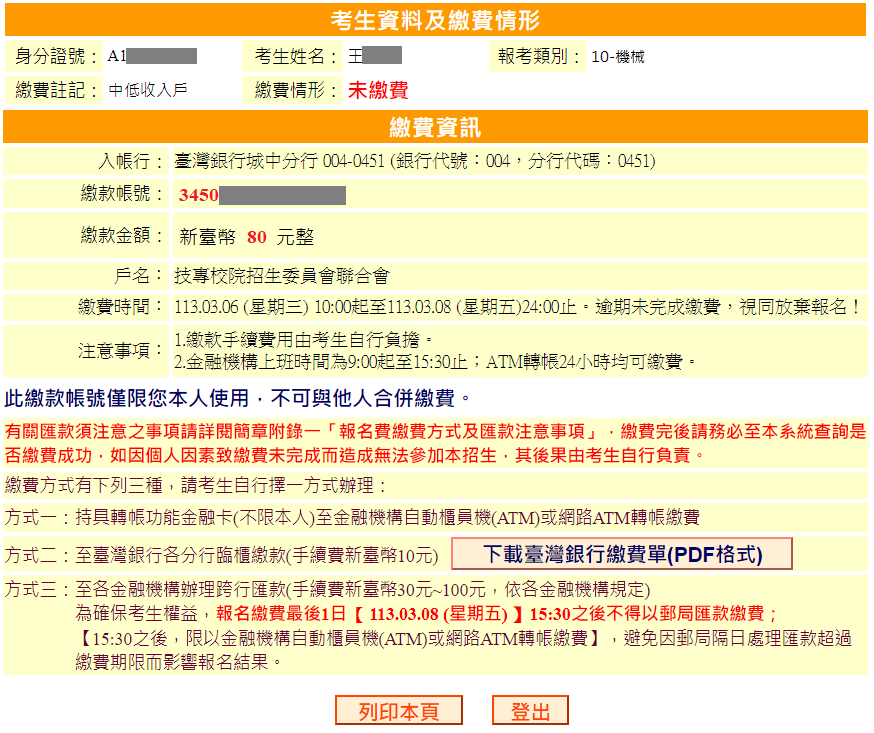 考生資料及繳費情形
身分證號： A1 考生姓名： 王 報考類別： 10-機械
繳費註記： 中低收入戶 繳費情形： 未繳費
繳費資訊
入帳行： 臺灣銀行城中分行 004-0451 (銀行代號：004，分行代碼：0451)
繳款帳號： 3450
繳款金額： 新臺幣 80 元整
戶名： 技專校院招生委員會聯合會
繳費時間： 113.03.06 (星期三) 10:00起至113.03.08 (星期五)24:00止。逾期未完成繳費，視同放棄報名！
注意事項： 1.繳款手續費用由考生自行負擔。
2.金融機構上班時間為9:00起至15:30止；ATM轉帳24小時均可繳費。
此繳款帳號僅限您本人使用，不可與他人合併繳費。
有關匯款須注意之事項請詳閱簡章附錄一「報名費繳費方式及匯款注意事項」，繳費完後請務必至本系統查詢是
否繳費成功，如因個人因素致繳費未完成而造成無法參加本招生，其後果由考生自行負責。
繳費方式有下列三種，請考生自行擇一方式辦理：
方式一：持具轉帳功能金融卡(不限本人)至金融機構自動櫃員機(ATM)或網路ATM轉帳繳費
方式二：至臺灣銀行各分行臨櫃繳款(手續費新臺幣10元) 下載臺灣銀行繳費單(PDF格式)
方式三：至各金融機構辦理跨行匯款(手續費新臺幣30元~100元，依各金融機構規定)
為確保考生權益，報名繳費最後1日【 113.03.08 (星期五) 】15:30之後不得以郵局匯款繳費；
【15:30之後，限以金融機構自動櫃員機(ATM)或網路ATM轉帳繳費】，避免因郵局隔日處理匯款超過
繳費期限而影響報名結果。
列印本頁 登出